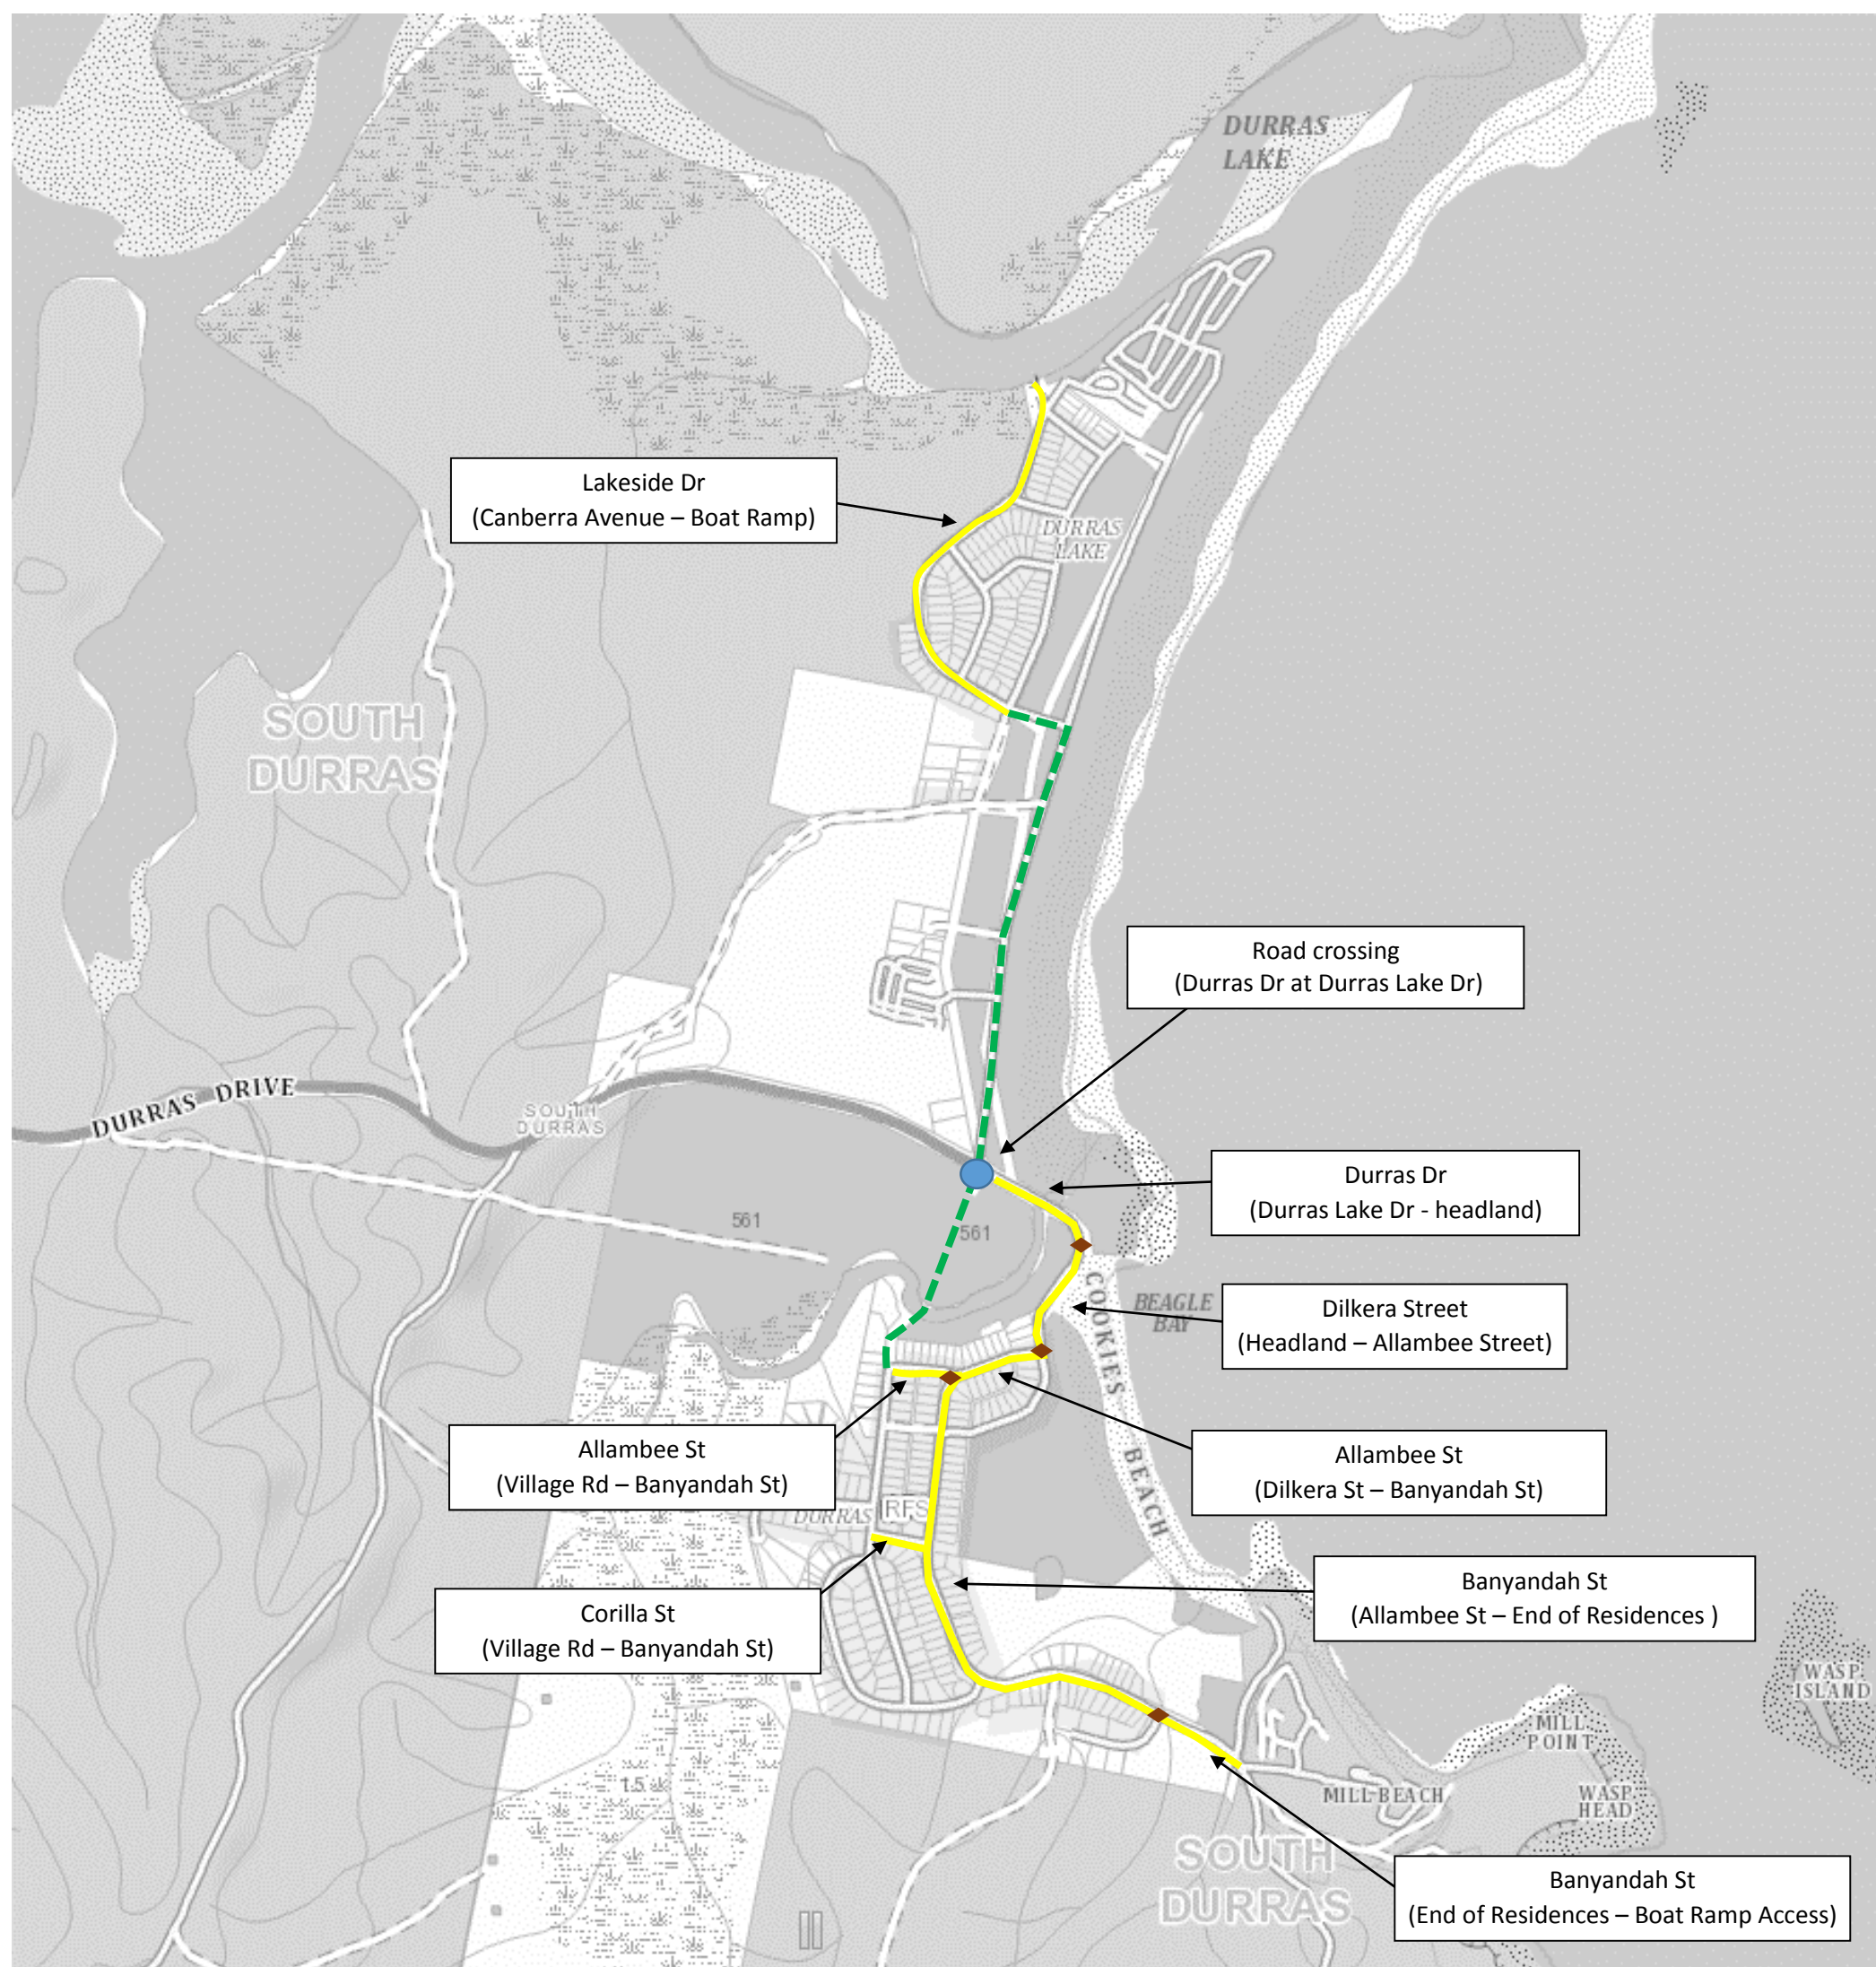 DURRAS
LAKE
Lakeside Dr
(Canberra Avenue – Boat Ramp)
DURRAS
LAKE
SOUTH
DURRAS
Road crossing
(Durras Dr at Durras Lake Dr)
DURRAS DRIVE
SOUTH
DURRAS
Durras Dr
(Durras Lake Dr - headland)
561
561
COOKIES BEACH
BEAGLE
BAY
Dilkera Street
(Headland – Allambee Street)
Allambee St
(Village Rd – Banyandah St)
Allambee St
(Dilkera St – Banyandah St)
DURRAS
RFS
Banyandah St
(Allambee St – End of Residences )
Corilla St
(Village Rd – Banyandah St)
WASP
ISLAND
MILL
POINT
15
MILL BEACH
WASP
HEAD
SOUTH
DURRAS
Banyandah St
(End of Residences – Boat Ramp Access)